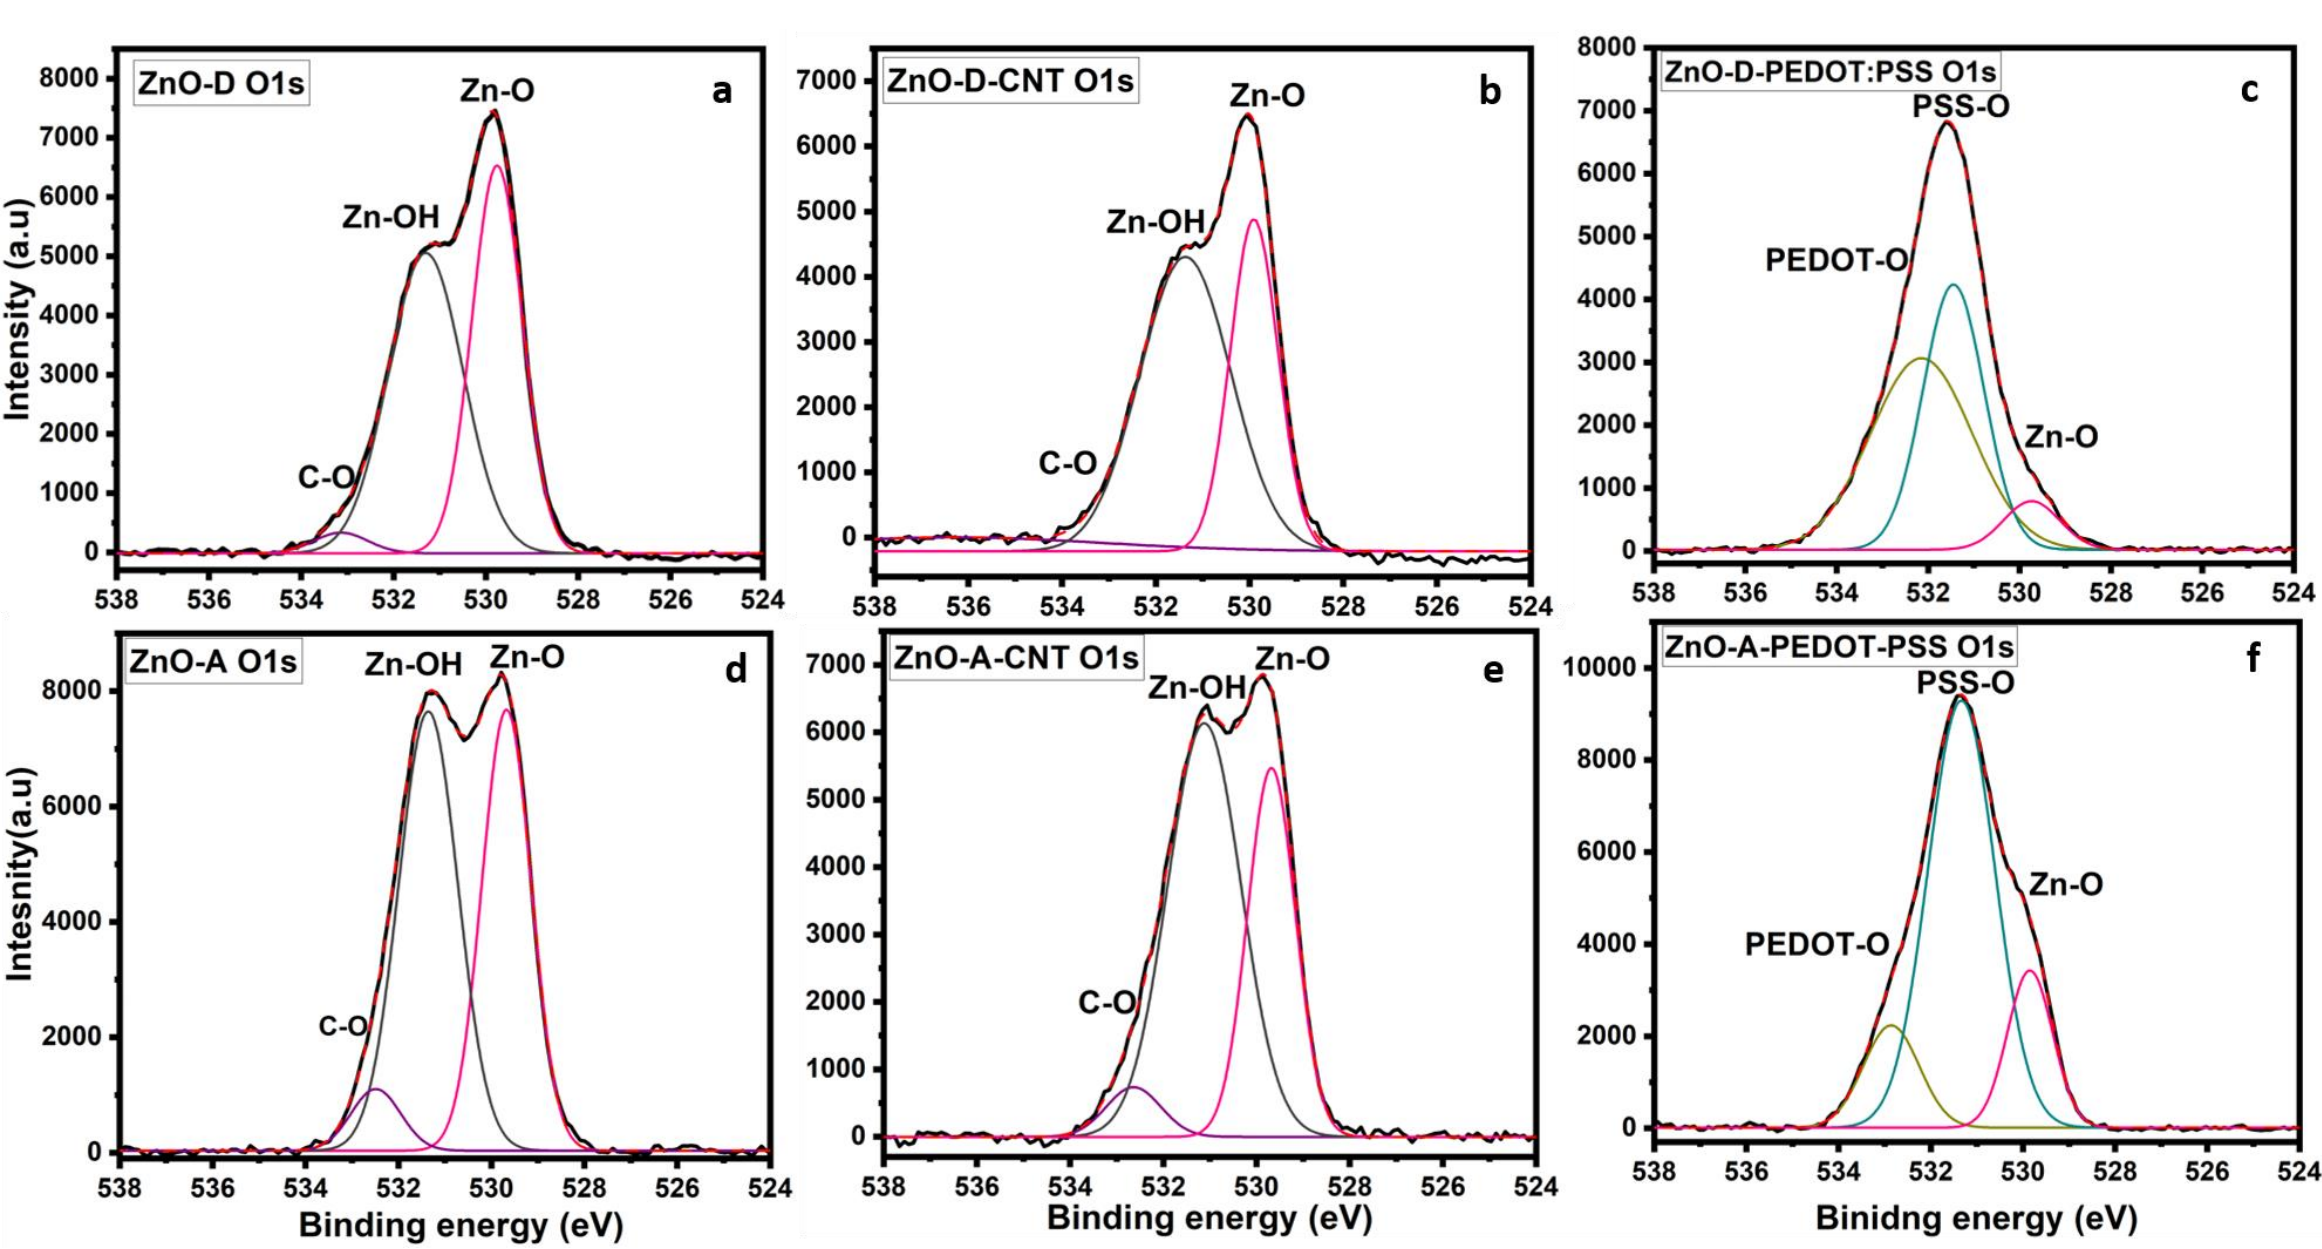 ZnO-D O1s
a
Zn-O
Zn-OH
C-O
Intensity (a.u)
8000
7000
6000
5000
4000
3000
2000
1000
0
538 536 534 532 530 528 526 524
ZnO-D-CNT O1s
b
Zn-O
Zn-OH
C-O
7000
6000
5000
4000
3000
2000
1000
0
538 536 534 532 530 528 526 524
ZnO-D-PEDOT:PSS O1s
c
PSS-O
PEDOT-O
Zn-O
8000
7000
6000
5000
4000
3000
2000
1000
0
538 536 534 532 530 528 526 524
ZnO-A O1s
d
Zn-OH
Zn-O
C-O
Intesnity(a.u)
8000
6000
4000
2000
0
538 536 534 532 530 528 526 524
Binding energy (eV)
ZnO-A-CNT O1s
e
Zn-O
Zn-OH
C-O
7000
6000
5000
4000
3000
2000
1000
0
538 536 534 532 530 528 526 524
Binding energy (eV)
ZnO-A-PEDOT-PSS O1s
f
PSS-O
Zn-O
PEDOT-O
10000
8000
6000
4000
2000
0
538 536 534 532 530 528 526 524
Binidng energy (eV)